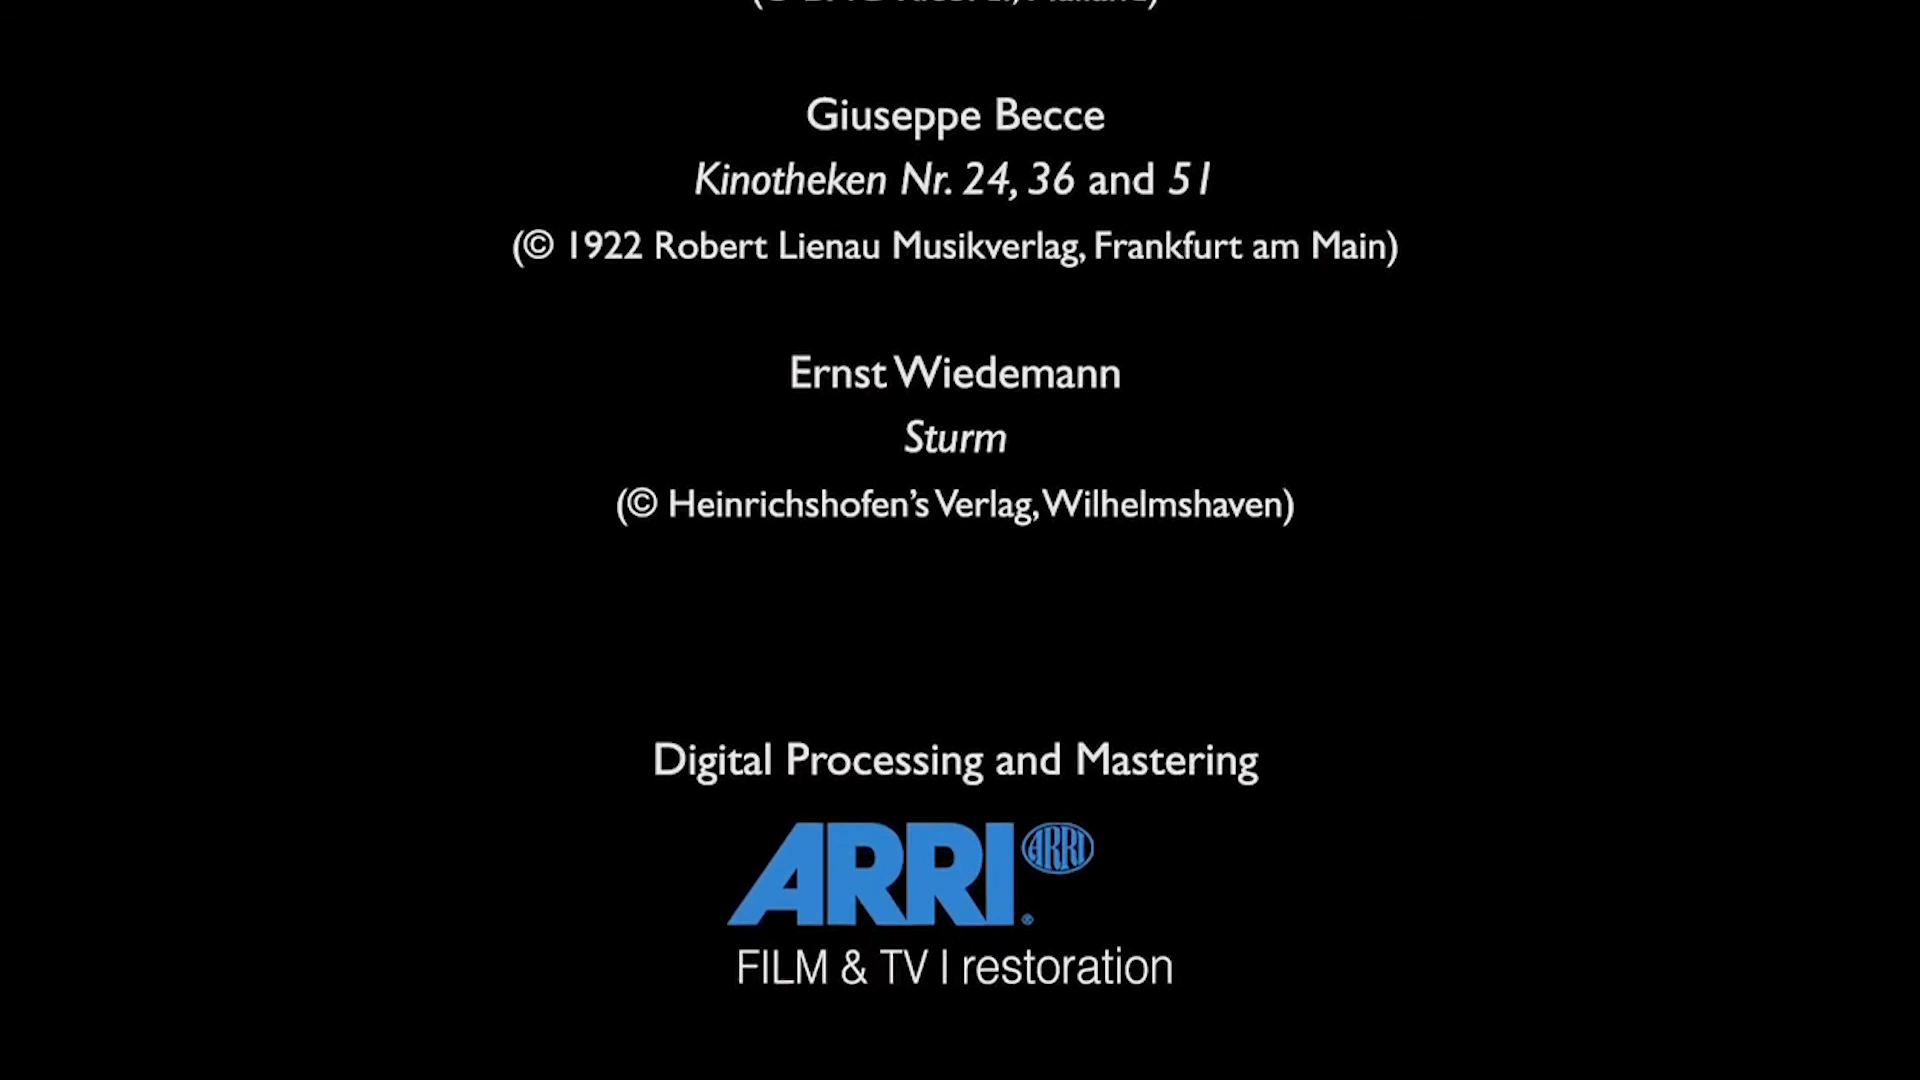 Giuseppe Becce
Kinotheken Nr. 24, 36 and 51
(© 1922 Robert Lienau Musikverlag, Frankfurt am Main)
Ernst Wiedemann
Sturm
(© Heinrichshofen’s Verlag, Wilhelmshaven)
Digital Processing and Mastering
ARRI® ARRI
FILM & TV | restoration